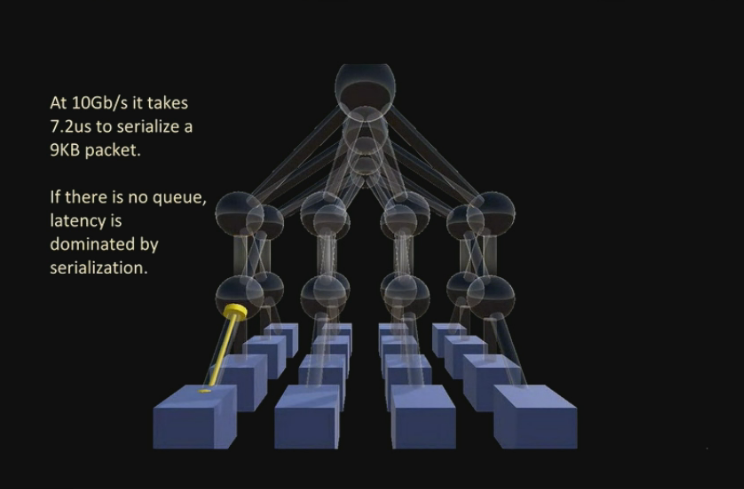 At 10Gb/s it takes
7.2us to serialize a
9KB packet.
If there is no queue,
latency is
dominated by
serialization.